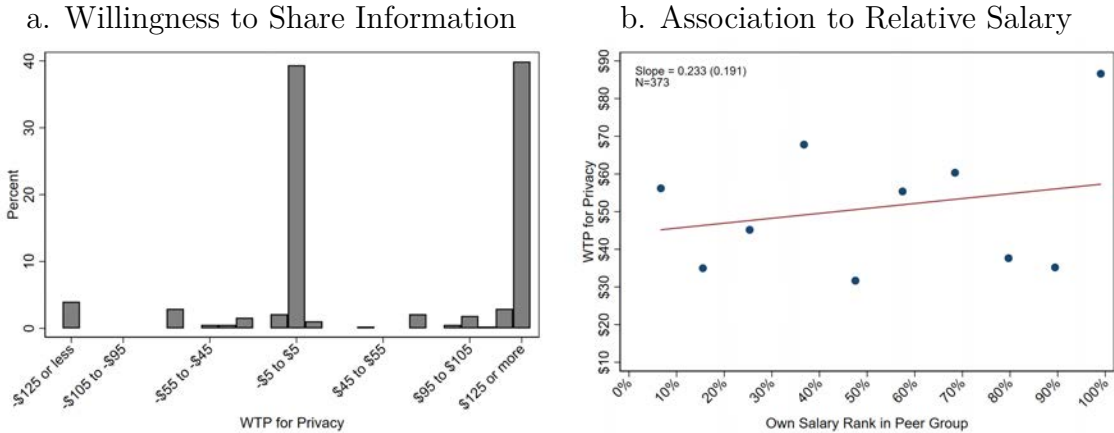 a. Willingness to Share Information
Percent
40
30
20
10
0
-$125 or less
-$105 to -$95
-$55 to -$45
-$5 to $5
$45 to $55
$95 to $105
$125 or more
WTP for Privacy
b. Association to Relative Salary
Slope = 0.233 (0.191)
N=373
WTP for Privacy
$90
$80
$70
$60
$50
$40
$30
$20
$10
0%
10%
20%
30%
40%
50%
60%
70%
80%
90%
100%
Own Salary Rank in Peer Group